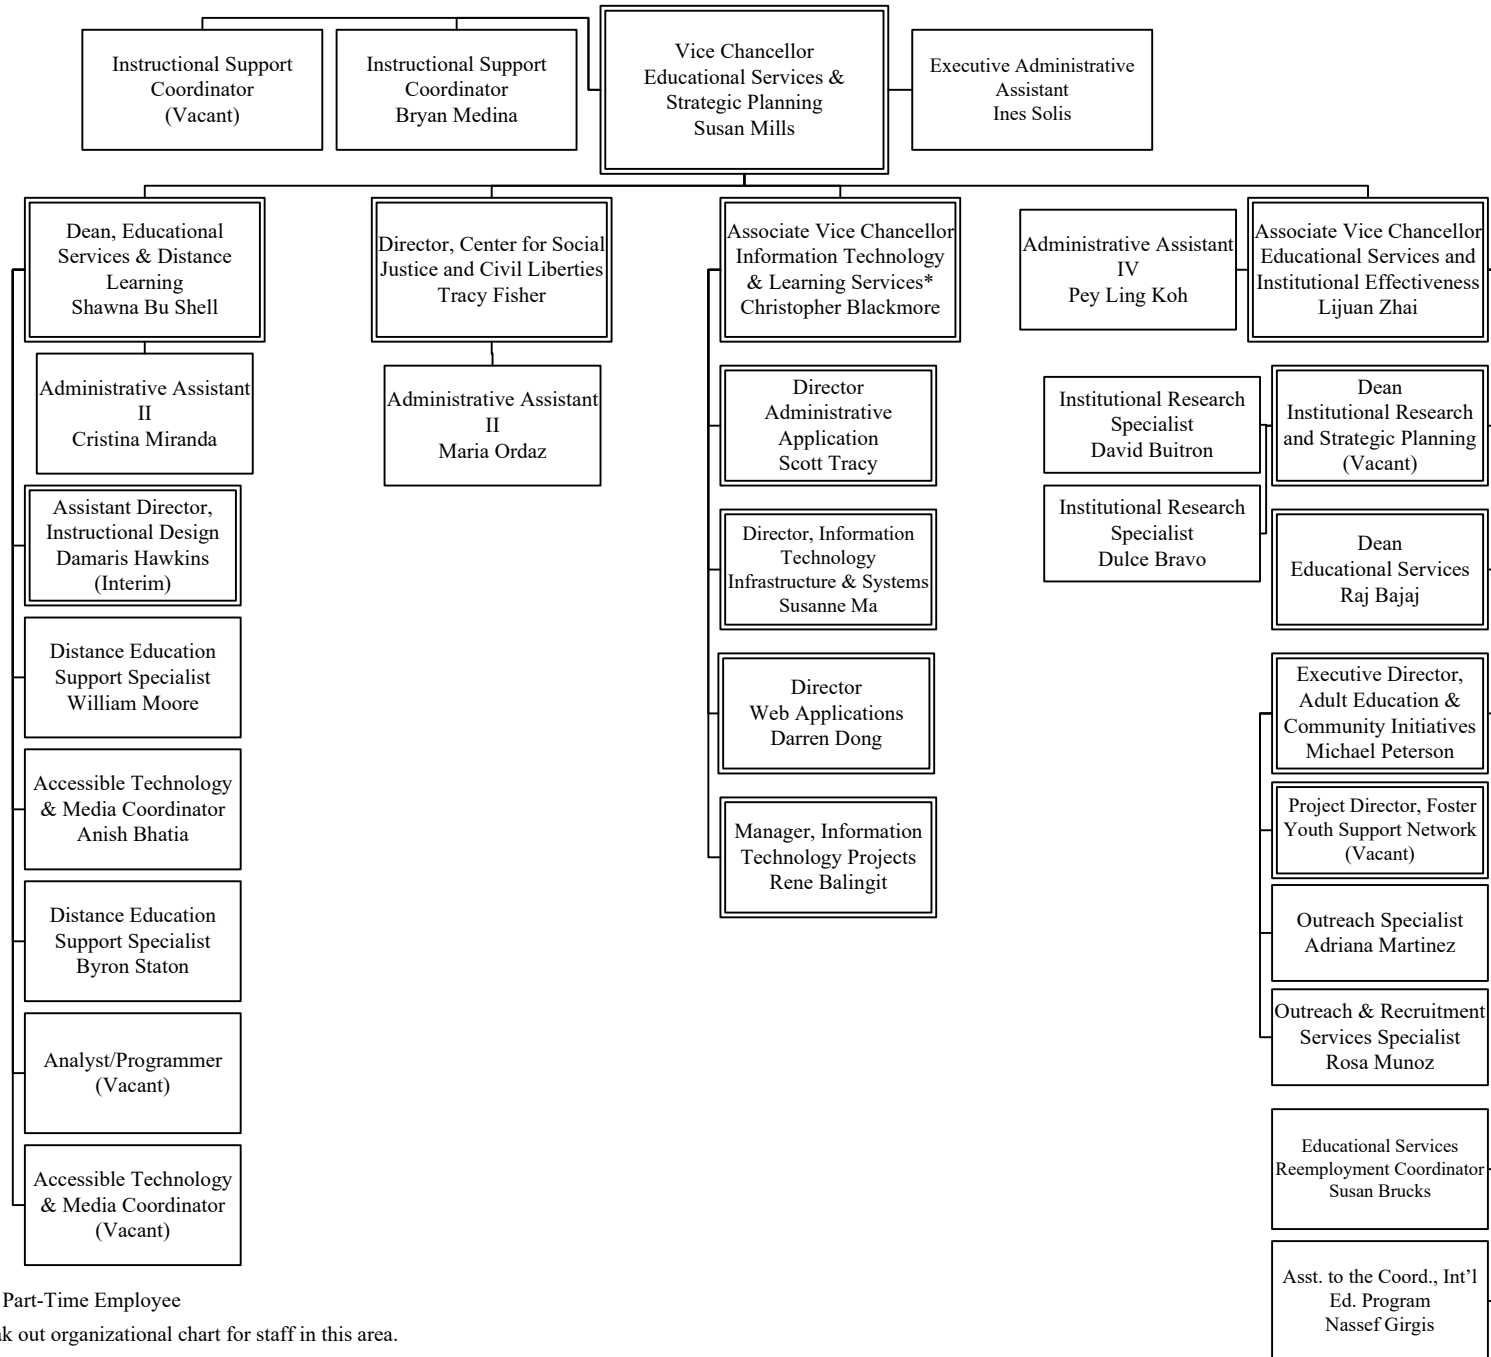 Instructional Support
Coordinator
(Vacant)
Instructional Support
Coordinator
Bryan Medina
Vice Chancellor
Educational Services &
Strategic Planning
Susan Mills
Executive Administrative
Assistant
Ines Solis
Dean, Educational
Services & Distance
Learning
Shawna Bu Shell
Director, Center for Social
Justice and Civil Liberties
Tracy Fisher
Associate Vice Chancellor
Information Technology
& Learning Services*
Christopher Blackmore
Administrative Assistant
IV
Pey Ling Koh
Associate Vice Chancellor
Educational Services and
Institutional Effectiveness
Lijuan Zhai
Administrative Assistant
II
Cristina Miranda
Assistant Director,
Instructional Design
Damaris Hawkins
(Interim)
Distance Education
Support Specialist
William Moore
Accessible Technology
& Media Coordinator
Anish Bhatia
Distance Education
Support Specialist
Byron Staton
Analyst/Programmer
(Vacant)
Accessible Technology
& Media Coordinator
(Vacant)
Administrative Assistant
II
Maria Ordaz
Director
Administrative
Application
Scott Tracy
Director, Information
Technology
Infrastructure & Systems
Susanne Ma
Director
Web Applications
Darren Dong
Manager, Information
Technology Projects
Rene Balingit
Institutional Research
Specialist
David Buitron
Institutional Research
Specialist
Dulce Bravo
Dean
Institutional Research
and Strategic Planning
(Vacant)
Dean
Educational Services
Raj Bajaj
Executive Director,
Adult Education &
Community Initiatives
Michael Peterson
Project Director, Foster
Youth Support Network
(Vacant)
Outreach Specialist
Adriana Martinez
Outreach & Recruitment
Services Specialist
Rosa Munoz
Educational Services
Reemployment Coordinator
Susan Brucks
Asst. to the Coord., Int'l
Ed. Program
Nassef Girgis
Part-Time Employee
out organizational chart for staff in this area.